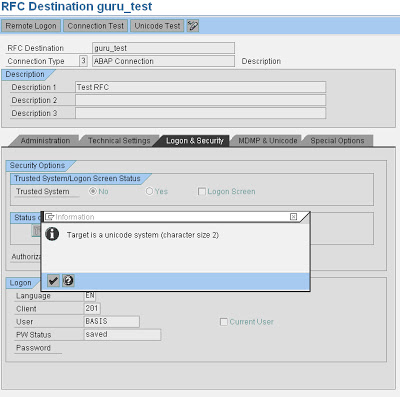 RFC Destination guru_test
Remote Logon Connection Test Unicode Test
RFC Destination guru_test
Connection Type 3 ABAP Connection Description
Description
Description 1 Test RFC
Description 2
Description 3
Administration Technical Settings Logon & Security MDMP & Unicode Special Options
Security Options
Trusted System/Logon Screen Status
Trusted System No Yes Logon Screen
Status o
Information
Target is a unicode system (character size 2)
Authoriza
Logon
Language EN
Client 201
User BASIS Current User
PW Status saved
Password